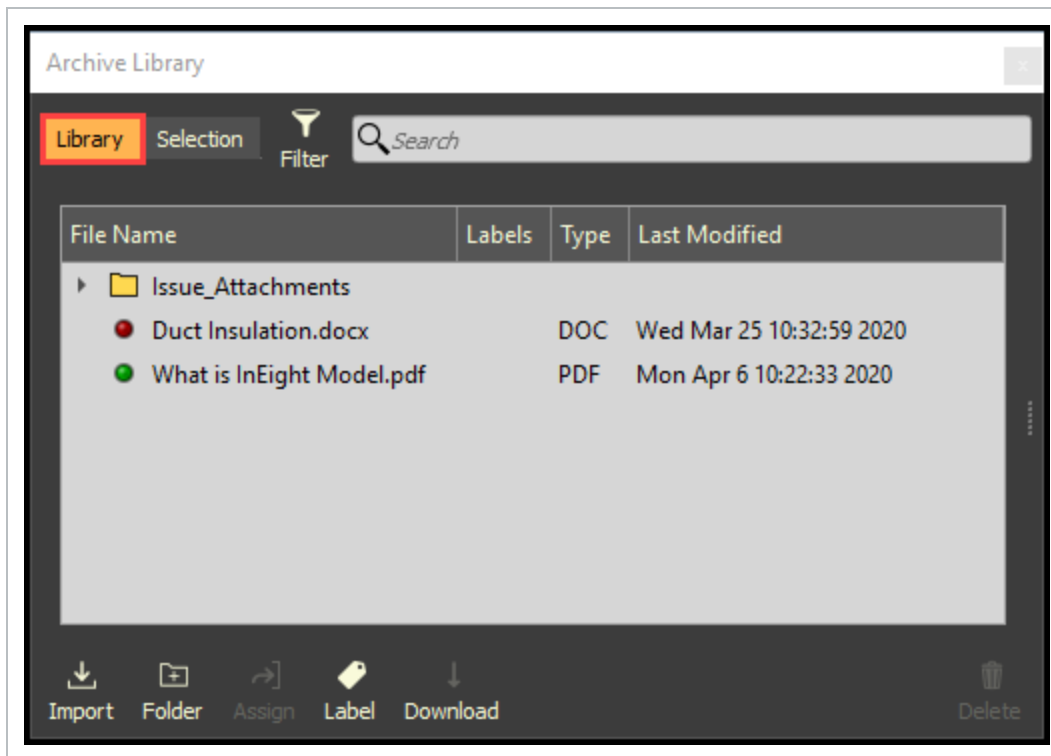 Archive Library
x
Library Selection Filter Search
File Name Labels Type Last Modified
Issue_Attachments
Duct Insulation.docx DOC Wed Mar 25 10:32:59 2020
What is InEight Model.pdf PDF Mon Apr 6 10:22:33 2020
Import Folder Assign Label Download Delete